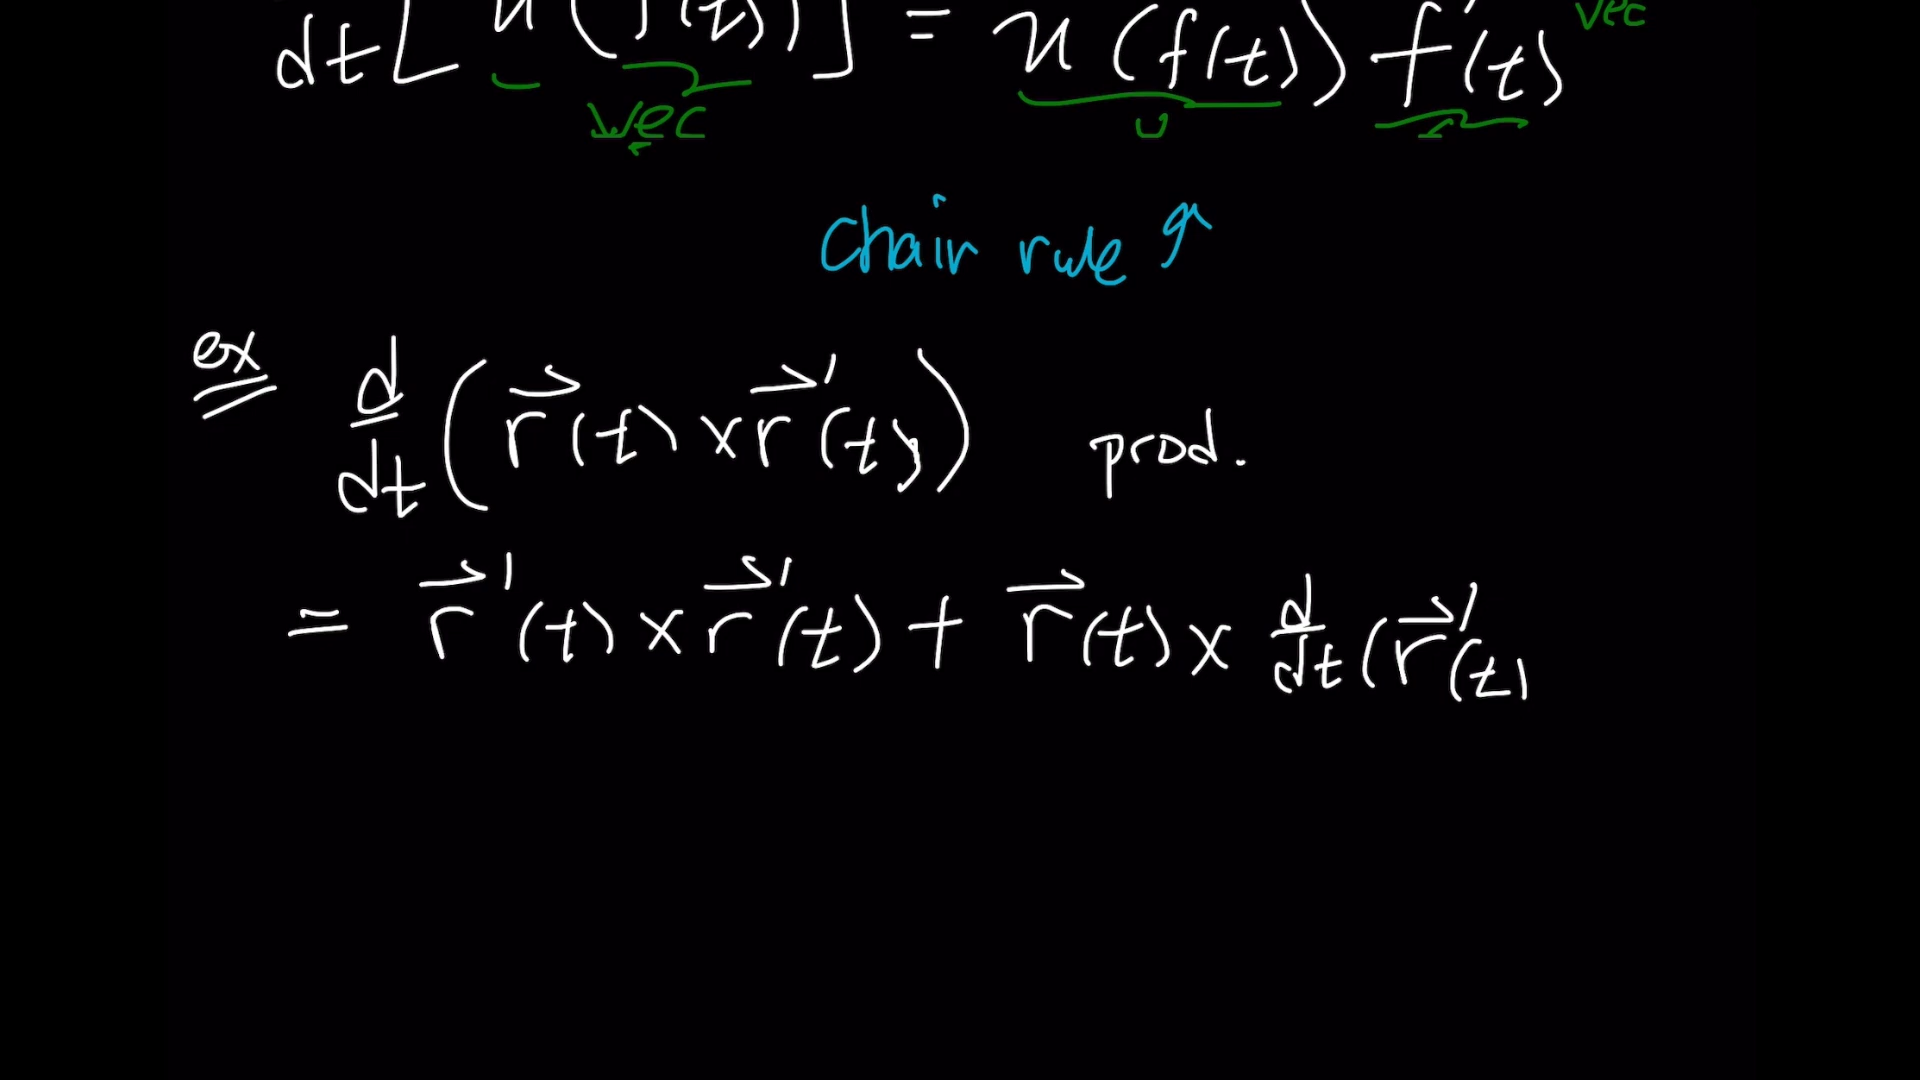 dt[ u(f(t))] = u(f(t)) f'(t) vec
vec u
chain rule ↑
ex d/dt ( r⃗(t) × r⃗'(t) ) prod.
= r⃗'(t) × r⃗'(t) + r⃗(t) × d/dt (r⃗'(t)